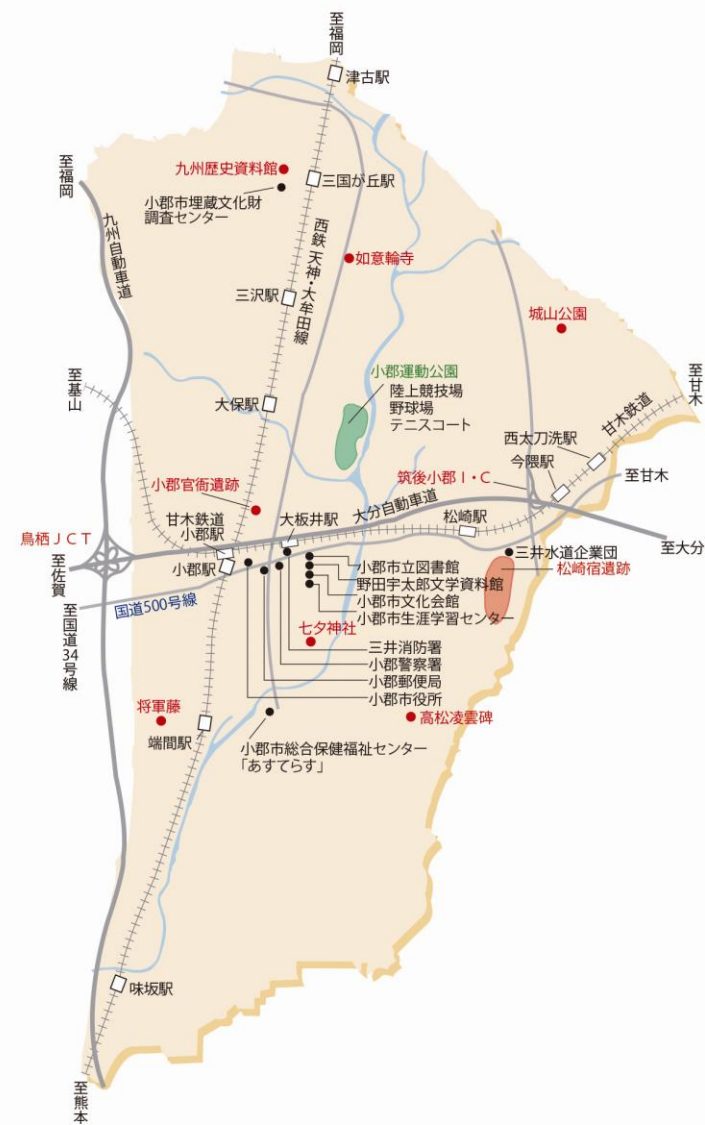 至福岡
津古駅
至福岡
九州歴史資料館
三国が丘駅
小郡市埋蔵文化財
調査センター
九州自動車道
西鉄 天神・大牟田線
如意輪寺
三沢駅
城山公園
至基山
小郡運動公園
陸上競技場
野球場
テニスコート
至甘木
大保駅
甘木鉄道
西太刀洗駅
今隈駅
小郡官衙遺跡
筑後小郡I・C
至甘木
大板井駅
大分自動車道
甘木鉄道
小郡駅
松崎駅
鳥栖JCT
至佐賀
小郡駅
三井水道企業団
至大分
小郡市立図書館
松崎宿遺跡
野田宇太郎文学資料館
国道500号線
小郡市文化会館
至国道34号線
小郡市生涯学習センター
七夕神社
三井消防署
小郡警察署
小郡郵便局
小郡市役所
将軍藤
高松凌雲碑
端間駅
小郡市総合保健福祉センター
「あすてらす」
味坂駅
至熊本